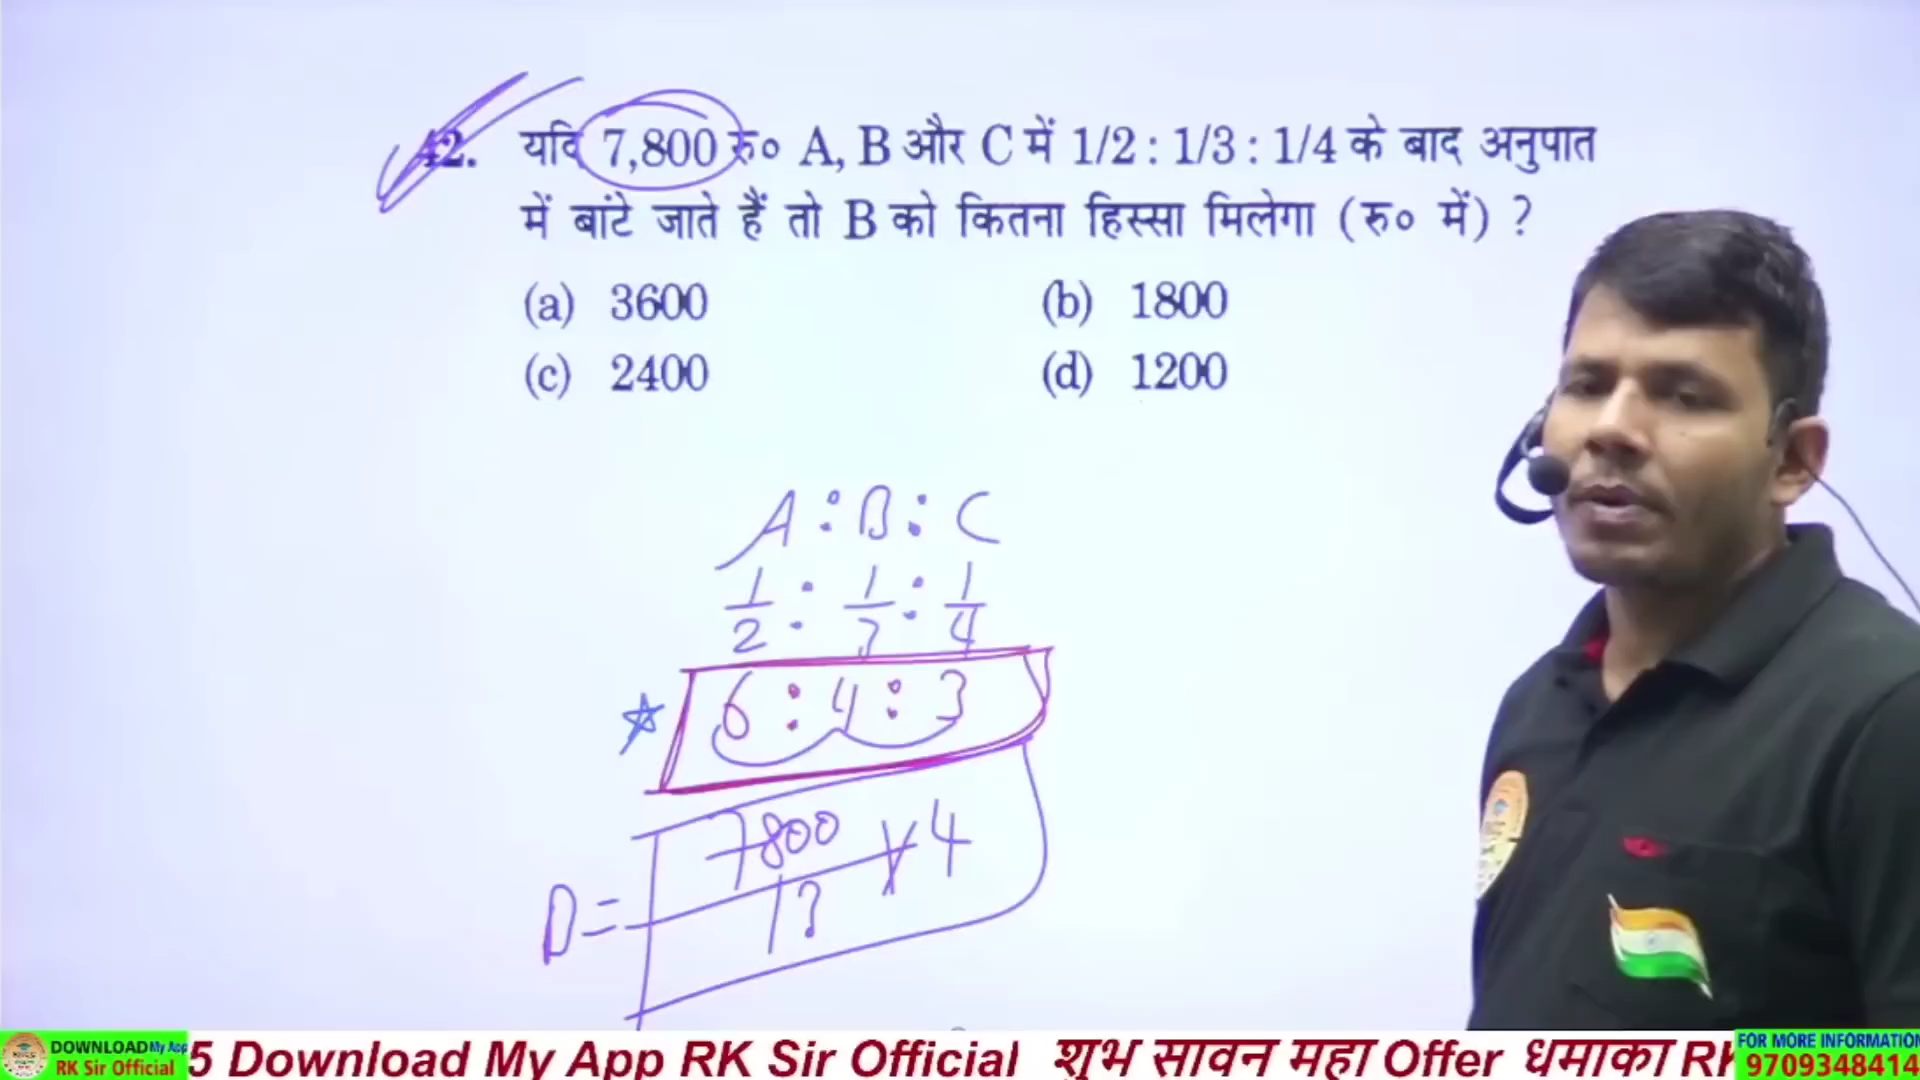 42. यदि 7,800 रु० A, B और C में 1/2 : 1/3 : 1/4 के बाद अनुपात
में बांटे जाते हैं तो B को कितना हिस्सा मिलेगा (रु० में) ?
(a) 3600 (b) 1800
(c) 2400 (d) 1200
A : B : C
1/2 : 1/3 : 1/4
6 : 4 : 3
B = 7800/13 × 4
DOWNLOAD My App
RK Sir Official
5 Download My App RK Sir Official शुभ सावन महा Offer धमाका RK
FOR MORE INFORMATION
9709348414